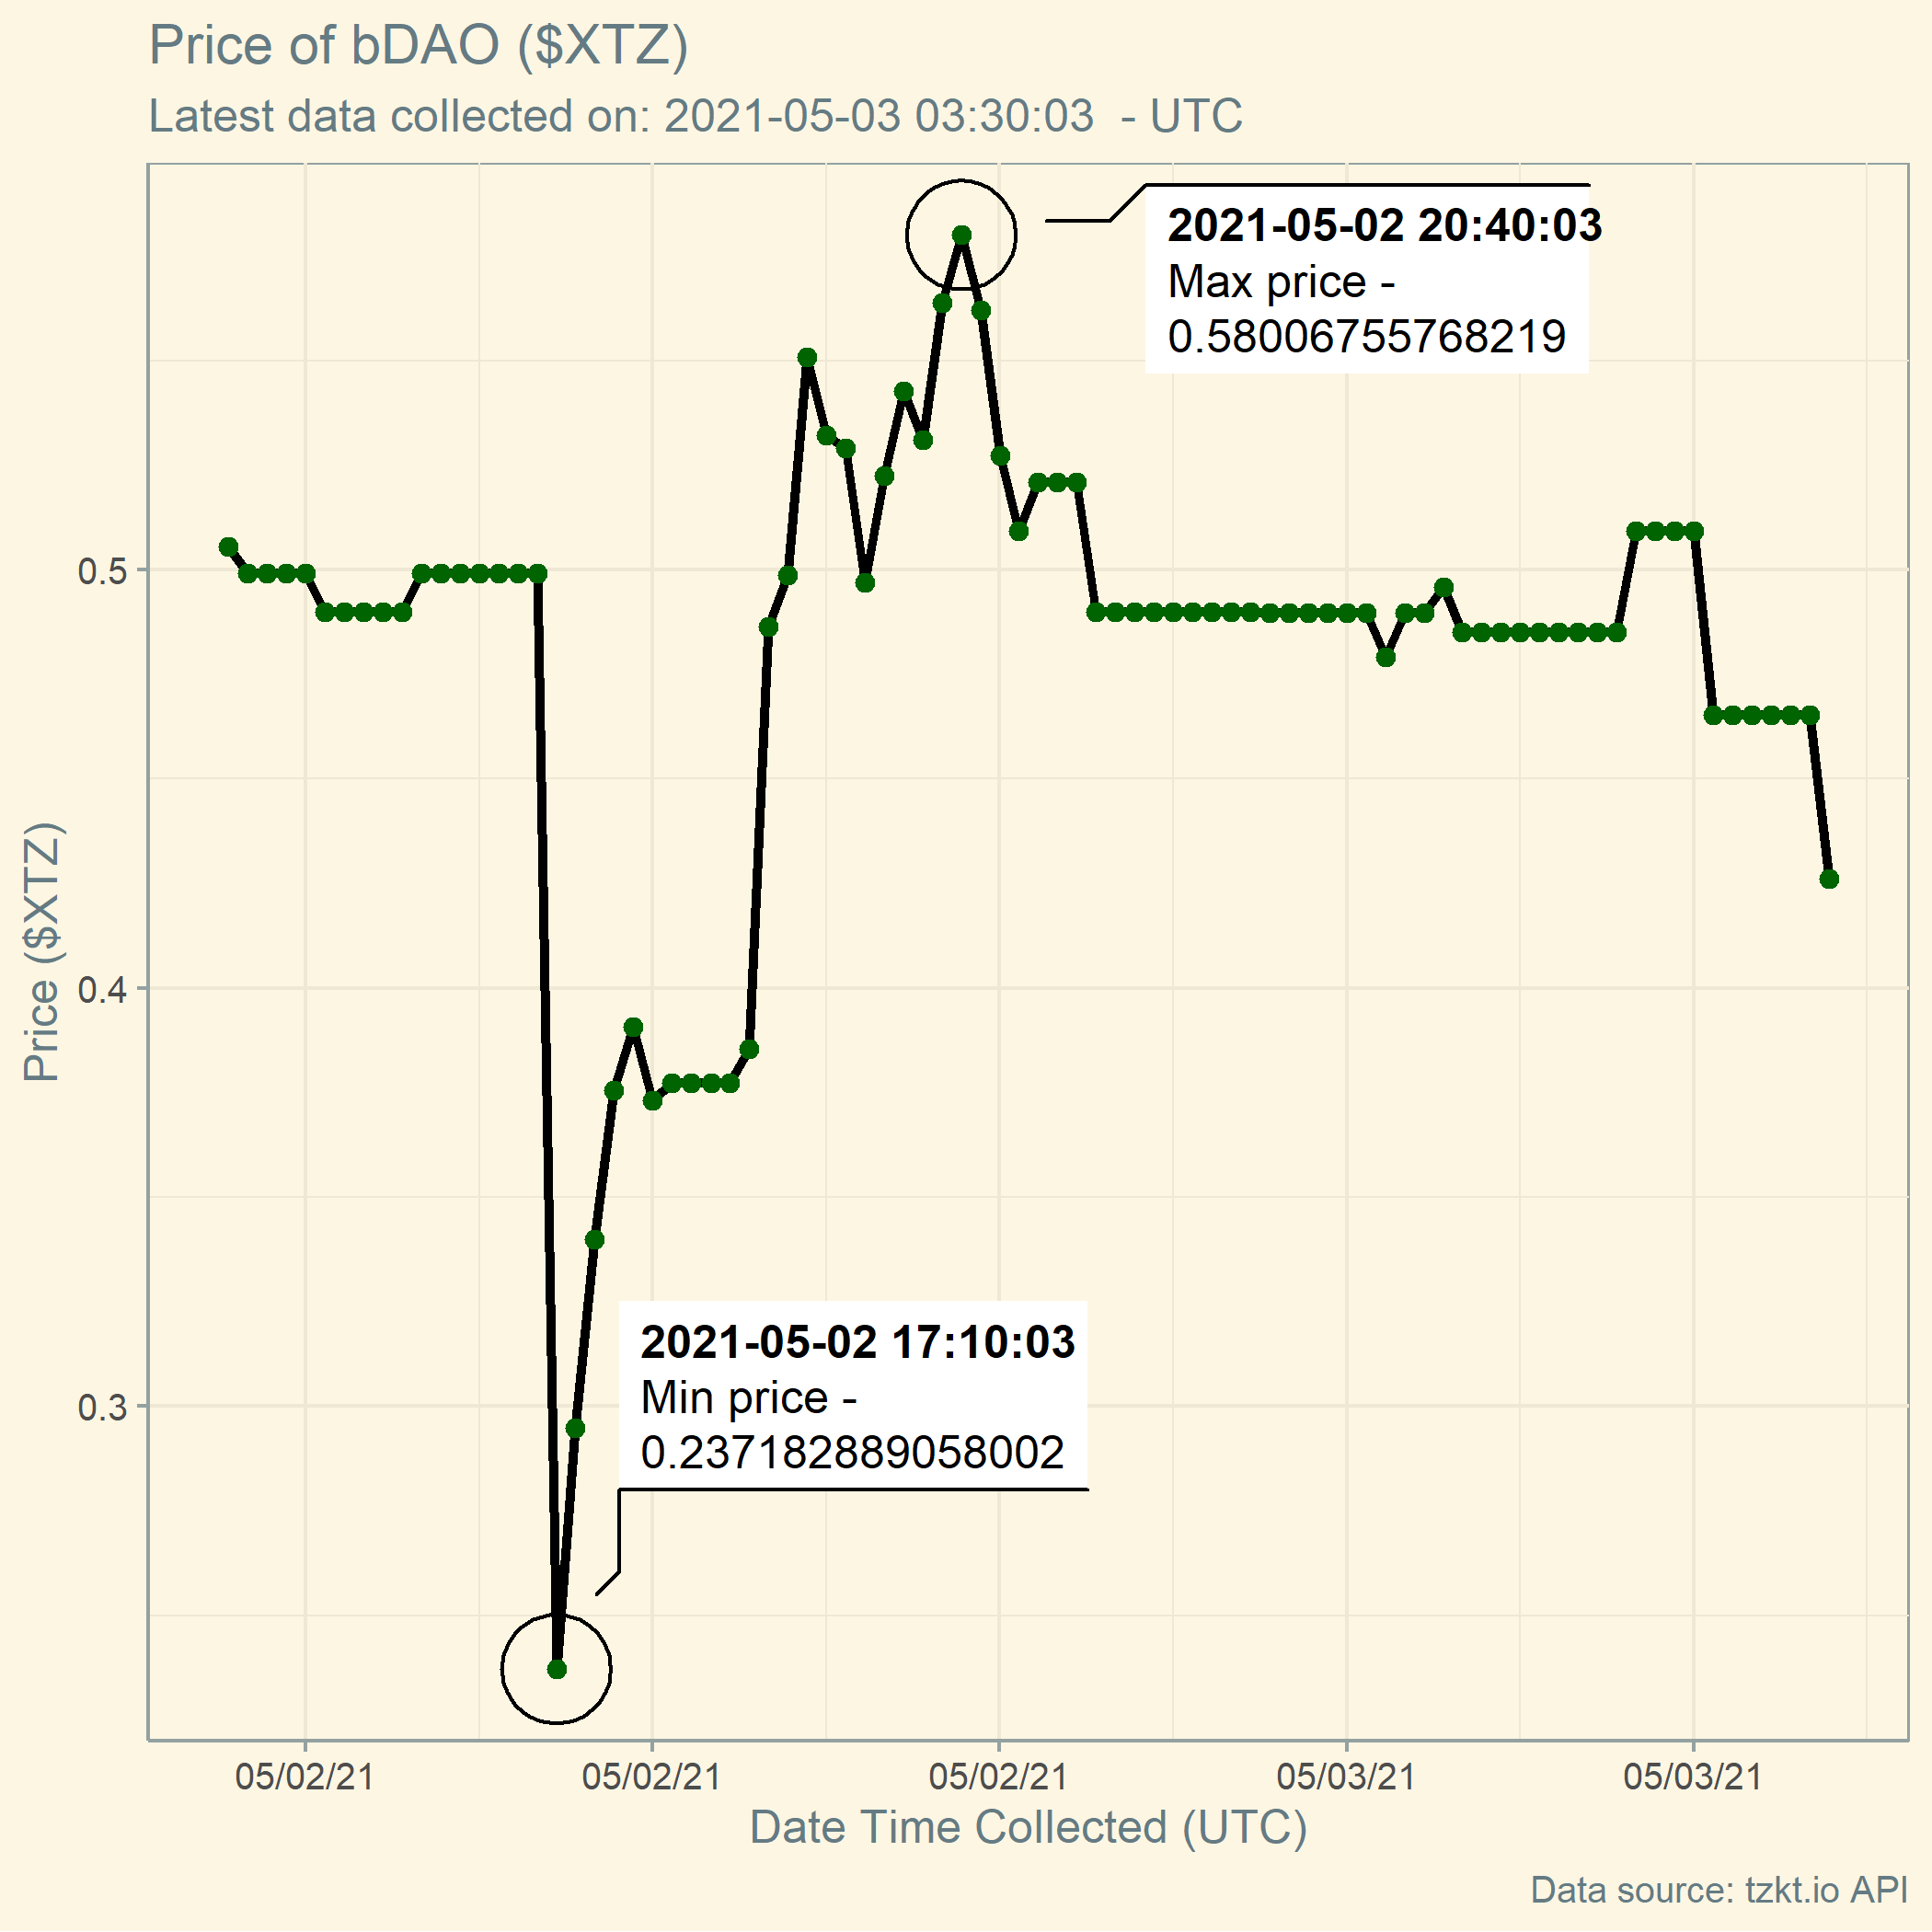 Price of bDAO ($XTZ)
Latest data collected on: 2021-05-03 03:30:03  - UTC
2021-05-02 20:40:03
Max price -
0.58006755768219
0.5
0.4
0.3
Price ($XTZ)
2021-05-02 17:10:03
Min price -
0.237182889058002
05/02/21 05/02/21 05/02/21 05/03/21 05/03/21
Date Time Collected (UTC)
Data source: tzkt.io API